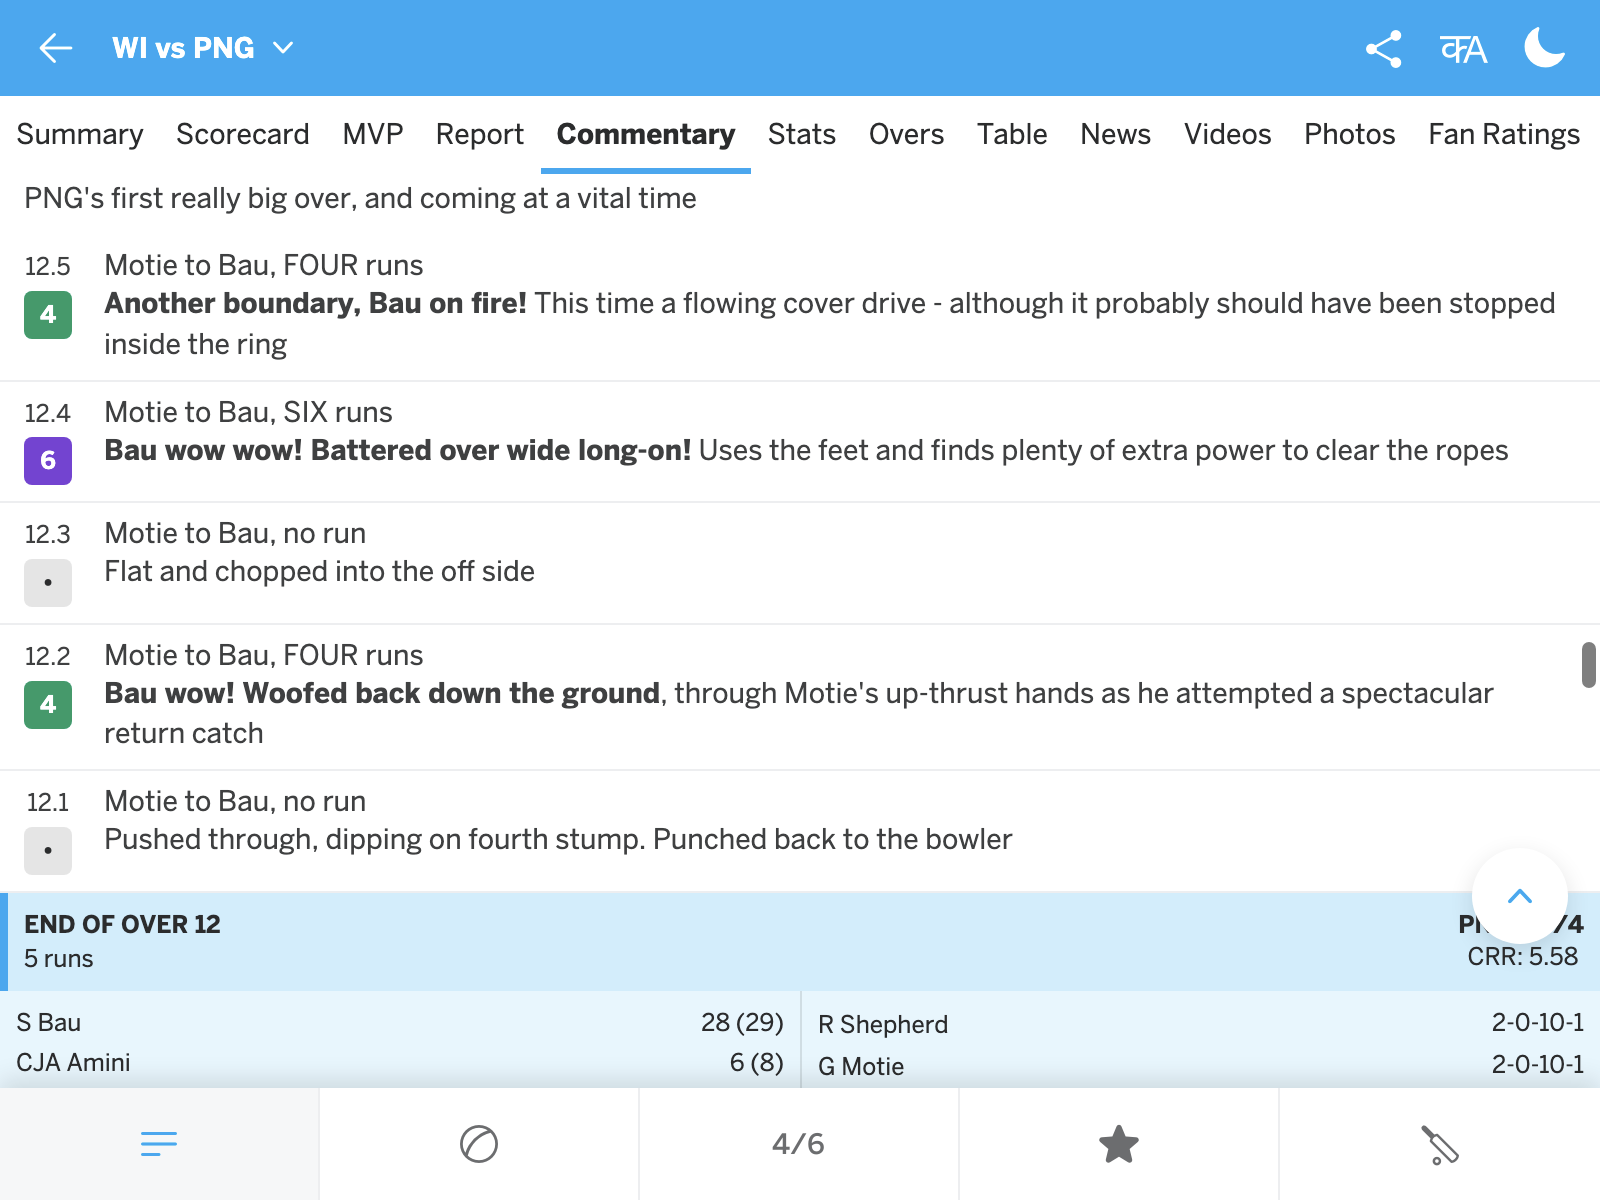 WI vs PNG
क A
Summary Scorecard MVP Report Commentary Stats Overs Table News Videos Photos Fan Ratings
PNG's first really big over, and coming at a vital time
12.5 Motie to Bau, FOUR runs
4 Another boundary, Bau on fire! This time a flowing cover drive - although it probably should have been stopped
inside the ring
12.4 Motie to Bau, SIX runs
6 Bau wow wow! Battered over wide long-on! Uses the feet and finds plenty of extra power to clear the ropes
12.3 Motie to Bau, no run
• Flat and chopped into the off side
12.2 Motie to Bau, FOUR runs
4 Bau wow! Woofed back down the ground, through Motie's up-thrust hands as he attempted a spectacular
return catch
12.1 Motie to Bau, no run
• Pushed through, dipping on fourth stump. Punched back to the bowler
END OF OVER 12 /4
5 runs CRR: 5.58
S Bau 28 (29) R Shepherd 2-0-10-1
CJA Amini 6 (8) G Motie 2-0-10-1
4/6